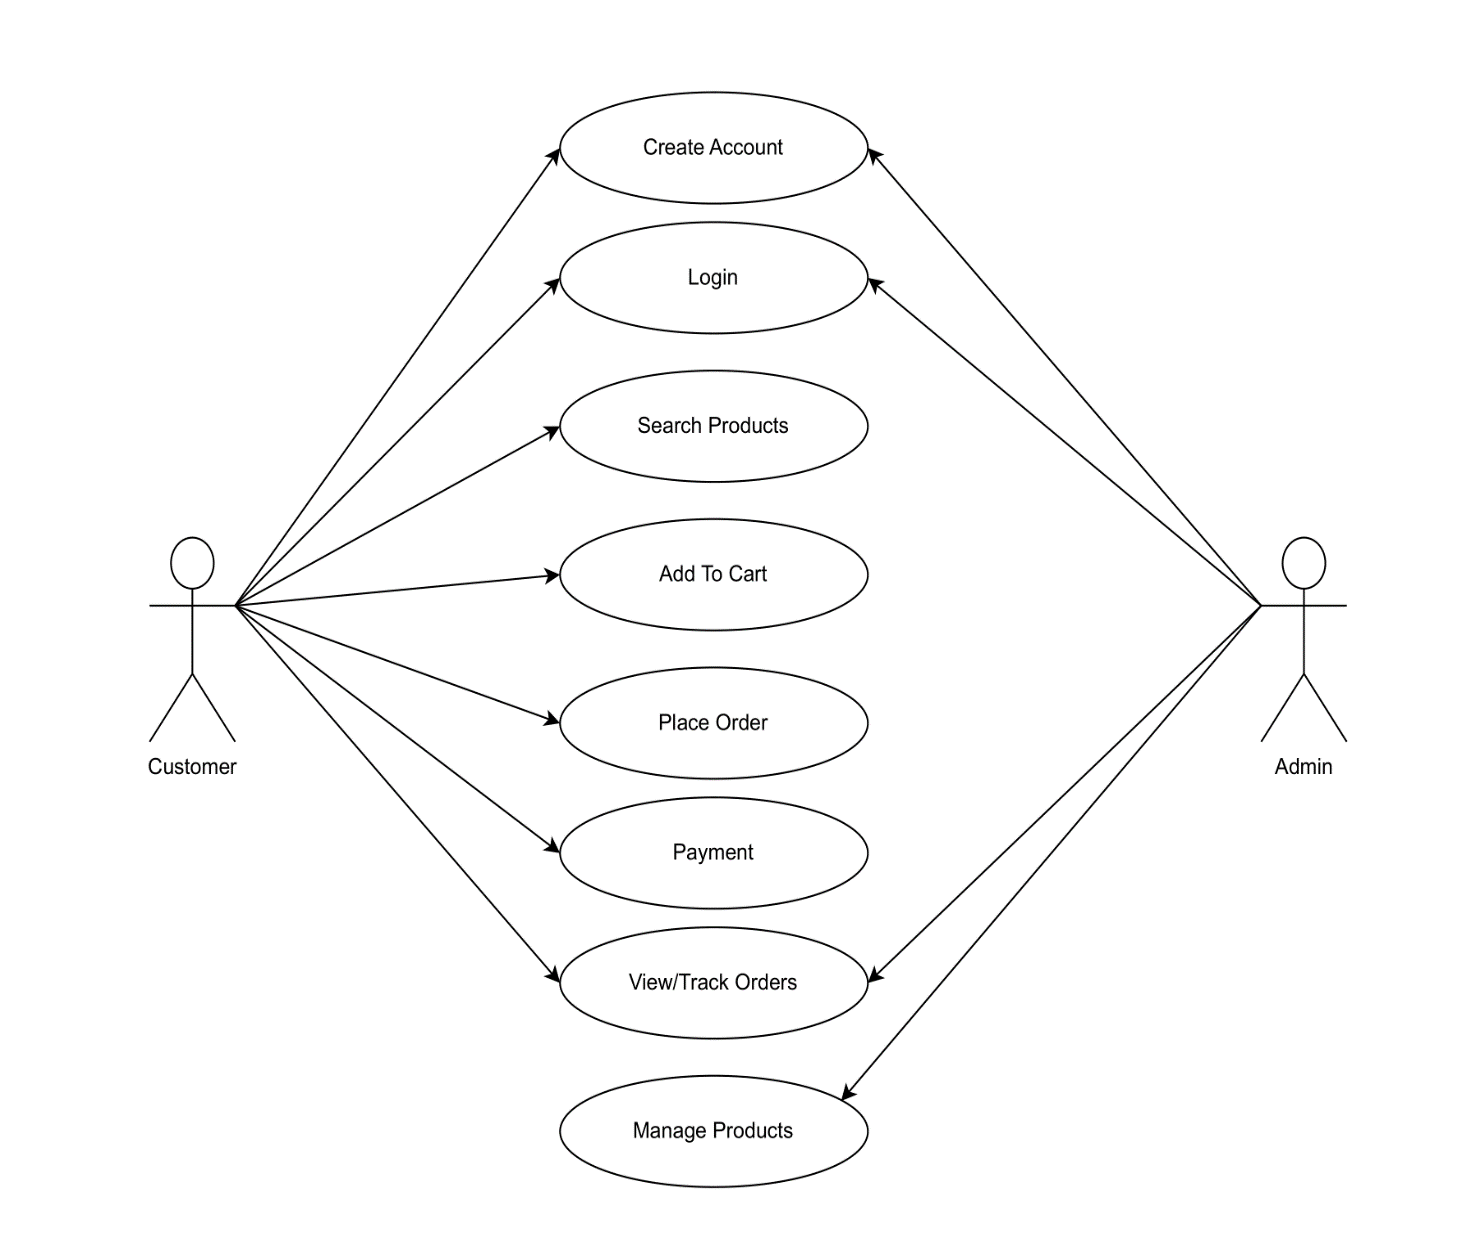 Create Account
Login
Search Products
Add To Cart
Place Order
Customer
Admin
Payment
View/Track Orders
Manage Products